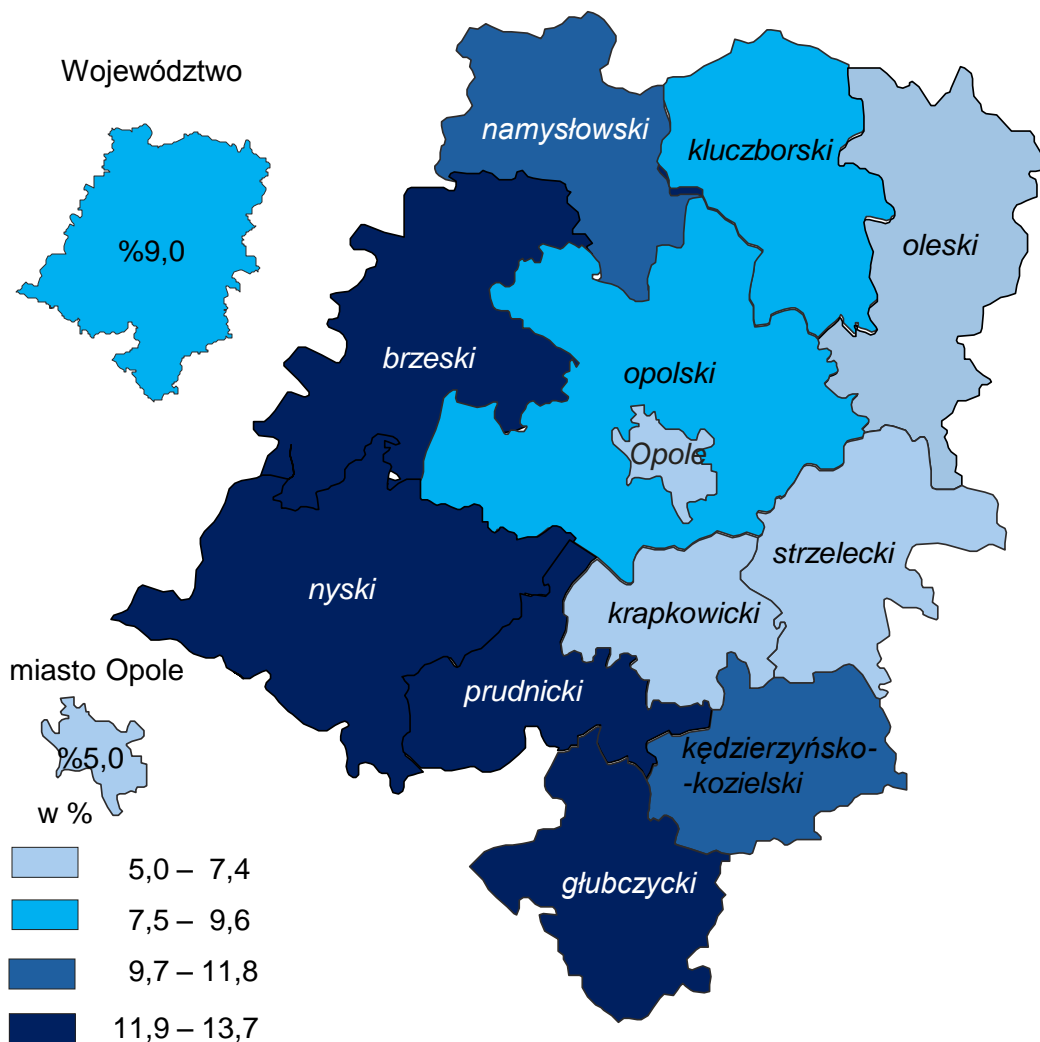 Województwo
%9,0
namysłowski
kluczborski
oleski
brzeski
opolski
Opole
strzelecki
nyski
krapkowicki
miasto Opole
%5,0
prudnicki
kędzierzyńsko-
-kozielski
głubczycki
w %
5,0 – 7,4
7,5 – 9,6
9,7 – 11,8
11,9 – 13,7